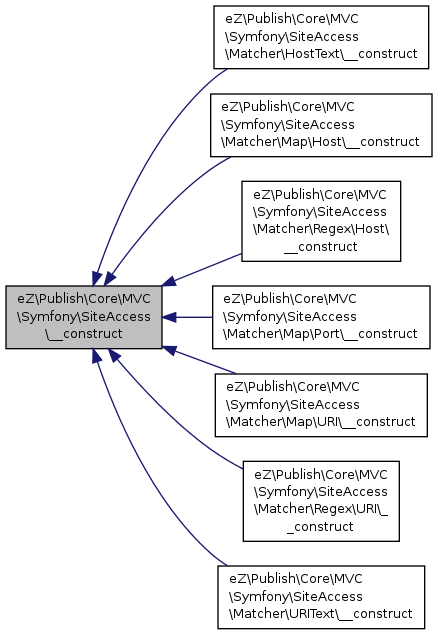 eZ\Publish\Core\MVC
\Symfony\SiteAccess
\Matcher\HostText\__construct
eZ\Publish\Core\MVC
\Symfony\SiteAccess
\Matcher\Map\Host\__construct
eZ\Publish\Core\MVC
\Symfony\SiteAccess
\Matcher\Regex\Host\
__construct
eZ\Publish\Core\MVC
\Symfony\SiteAccess
\__construct
eZ\Publish\Core\MVC
\Symfony\SiteAccess
\Matcher\Map\Port\__construct
eZ\Publish\Core\MVC
\Symfony\SiteAccess
\Matcher\Map\URI\__construct
eZ\Publish\Core\MVC
\Symfony\SiteAccess
\Matcher\Regex\URI\_
_construct
eZ\Publish\Core\MVC
\Symfony\SiteAccess
\Matcher\URIText\__construct